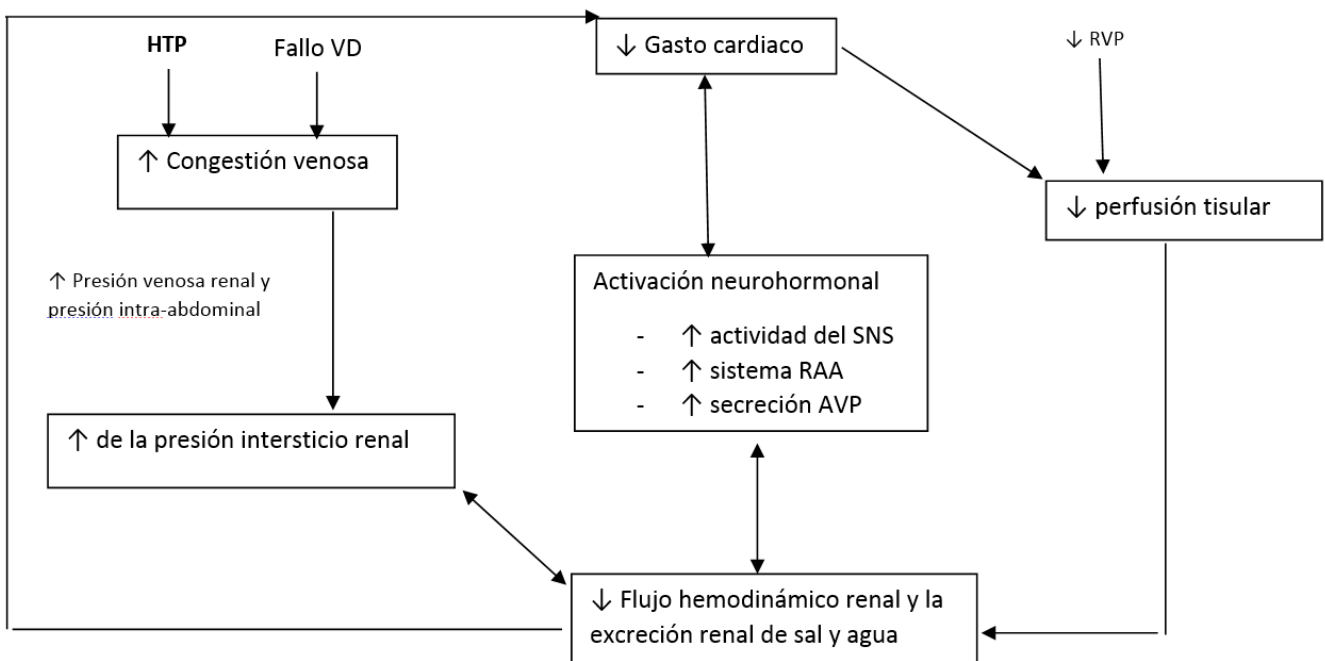 HTP
Fallo VD
↓ Gasto cardiaco
↓ RVP
↑ Congestión venosa
↓ perfusión tisular
↑ Presión venosa renal y
presión intra-abdominal
Activación neurohormonal
- ↑ actividad del SNS
- ↑ sistema RAA
- ↑ secreción AVP
↑ de la presión intersticio renal
↓ Flujo hemodinámico renal y la
excreción renal de sal y agua